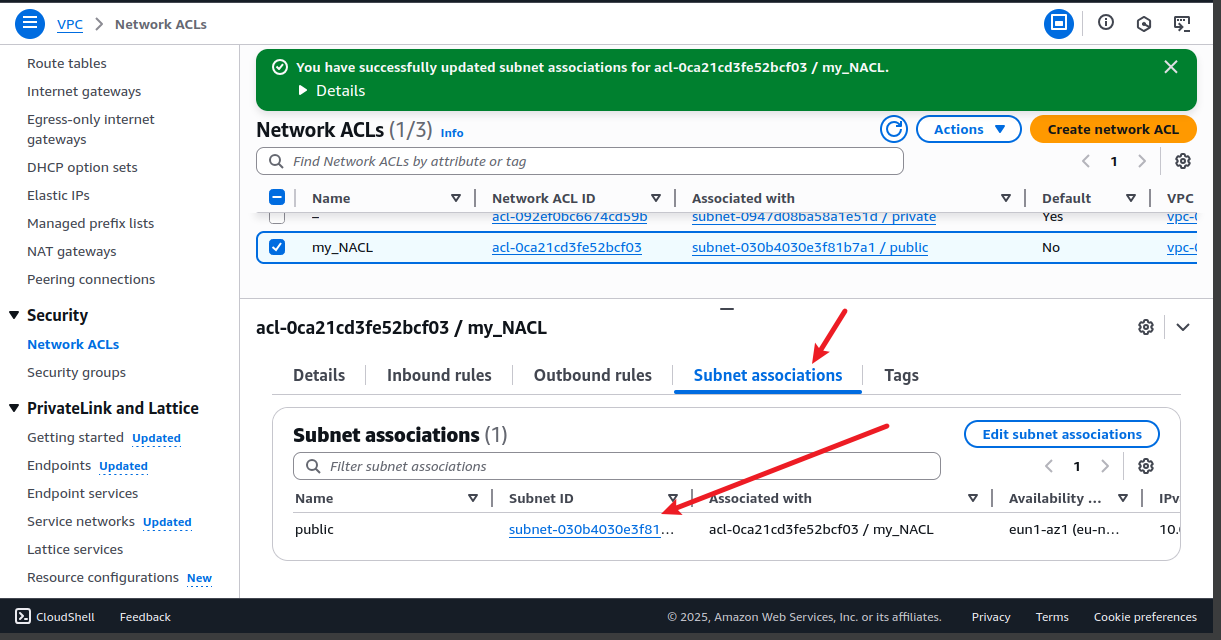 VPC > Network ACLs
Route tables
Internet gateways
Egress-only internet
gateways
DHCP option sets
Elastic IPs
Managed prefix lists
NAT gateways
Peering connections
Security
Network ACLs
Security groups
PrivateLink and Lattice
Getting started Updated
Endpoints Updated
Endpoint services
Service networks Updated
Lattice services
Resource configurations New
You have successfully updated subnet associations for acl-0ca21cd3fe52bcf03 / my_NACL.
Details
Network ACLs (1/3) Info
Actions
Create network ACL
Find Network ACLs by attribute or tag
1
Name Network ACL ID Associated with Default VPC
– acl-092ef0bc6674cd59b subnet-0947d08ba58a1e51d / private Yes vpc-0
my_NACL acl-0ca21cd3fe52bcf03 subnet-030b4030e3f81b7a1 / public No vpc-0
acl-0ca21cd3fe52bcf03 / my_NACL
Details Inbound rules Outbound rules Subnet associations Tags
Subnet associations (1)
Edit subnet associations
Filter subnet associations
1
Name Subnet ID Associated with Availability ... IPv
public subnet-030b4030e3f81... acl-0ca21cd3fe52bcf03 / my_NACL eun1-az1 (eu-n... 10.
CloudShell Feedback © 2025, Amazon Web Services, Inc. or its affiliates. Privacy Terms Cookie preferences